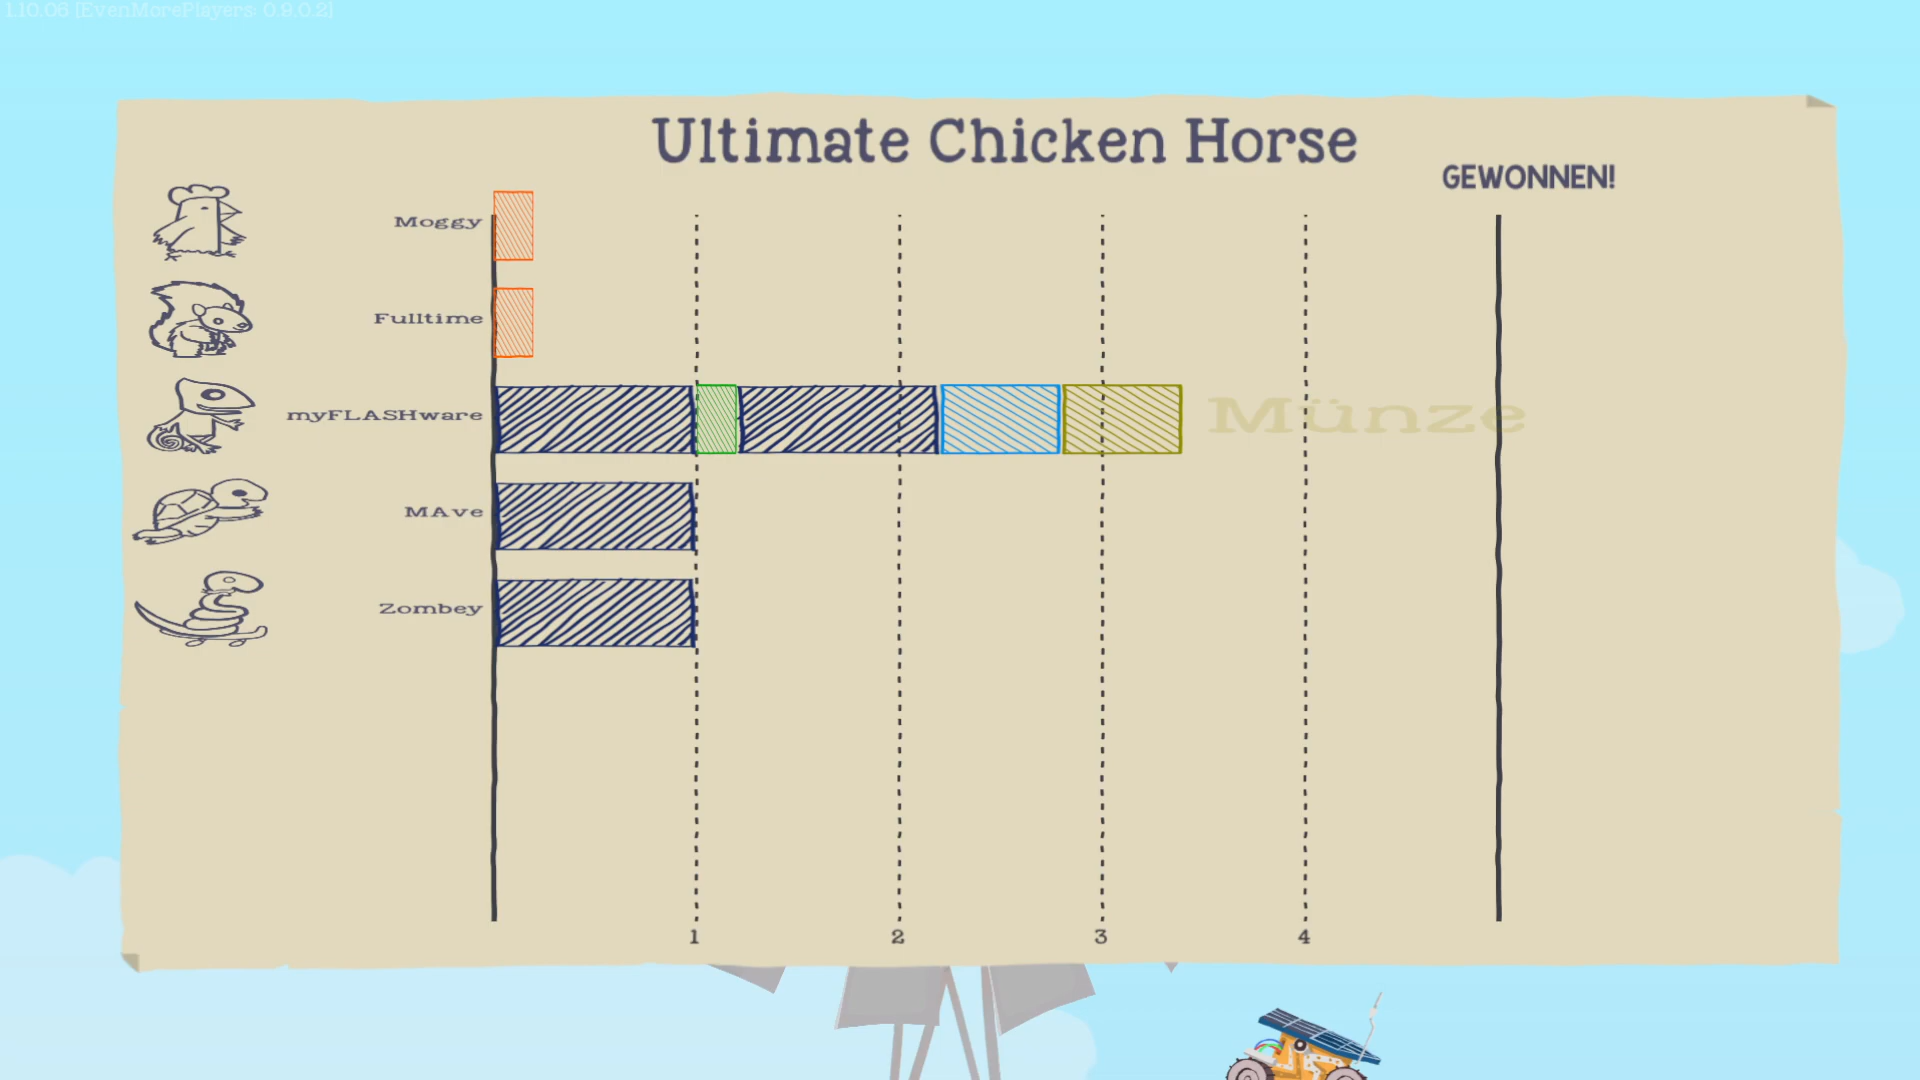 1.10.06 [EvenMorePlayers: 0.9.0.2]
Ultimate Chicken Horse
GEWONNEN!
Moggy
Fulltime
myFLASHware
Münze
MAve
Zombey
1 2 3 4